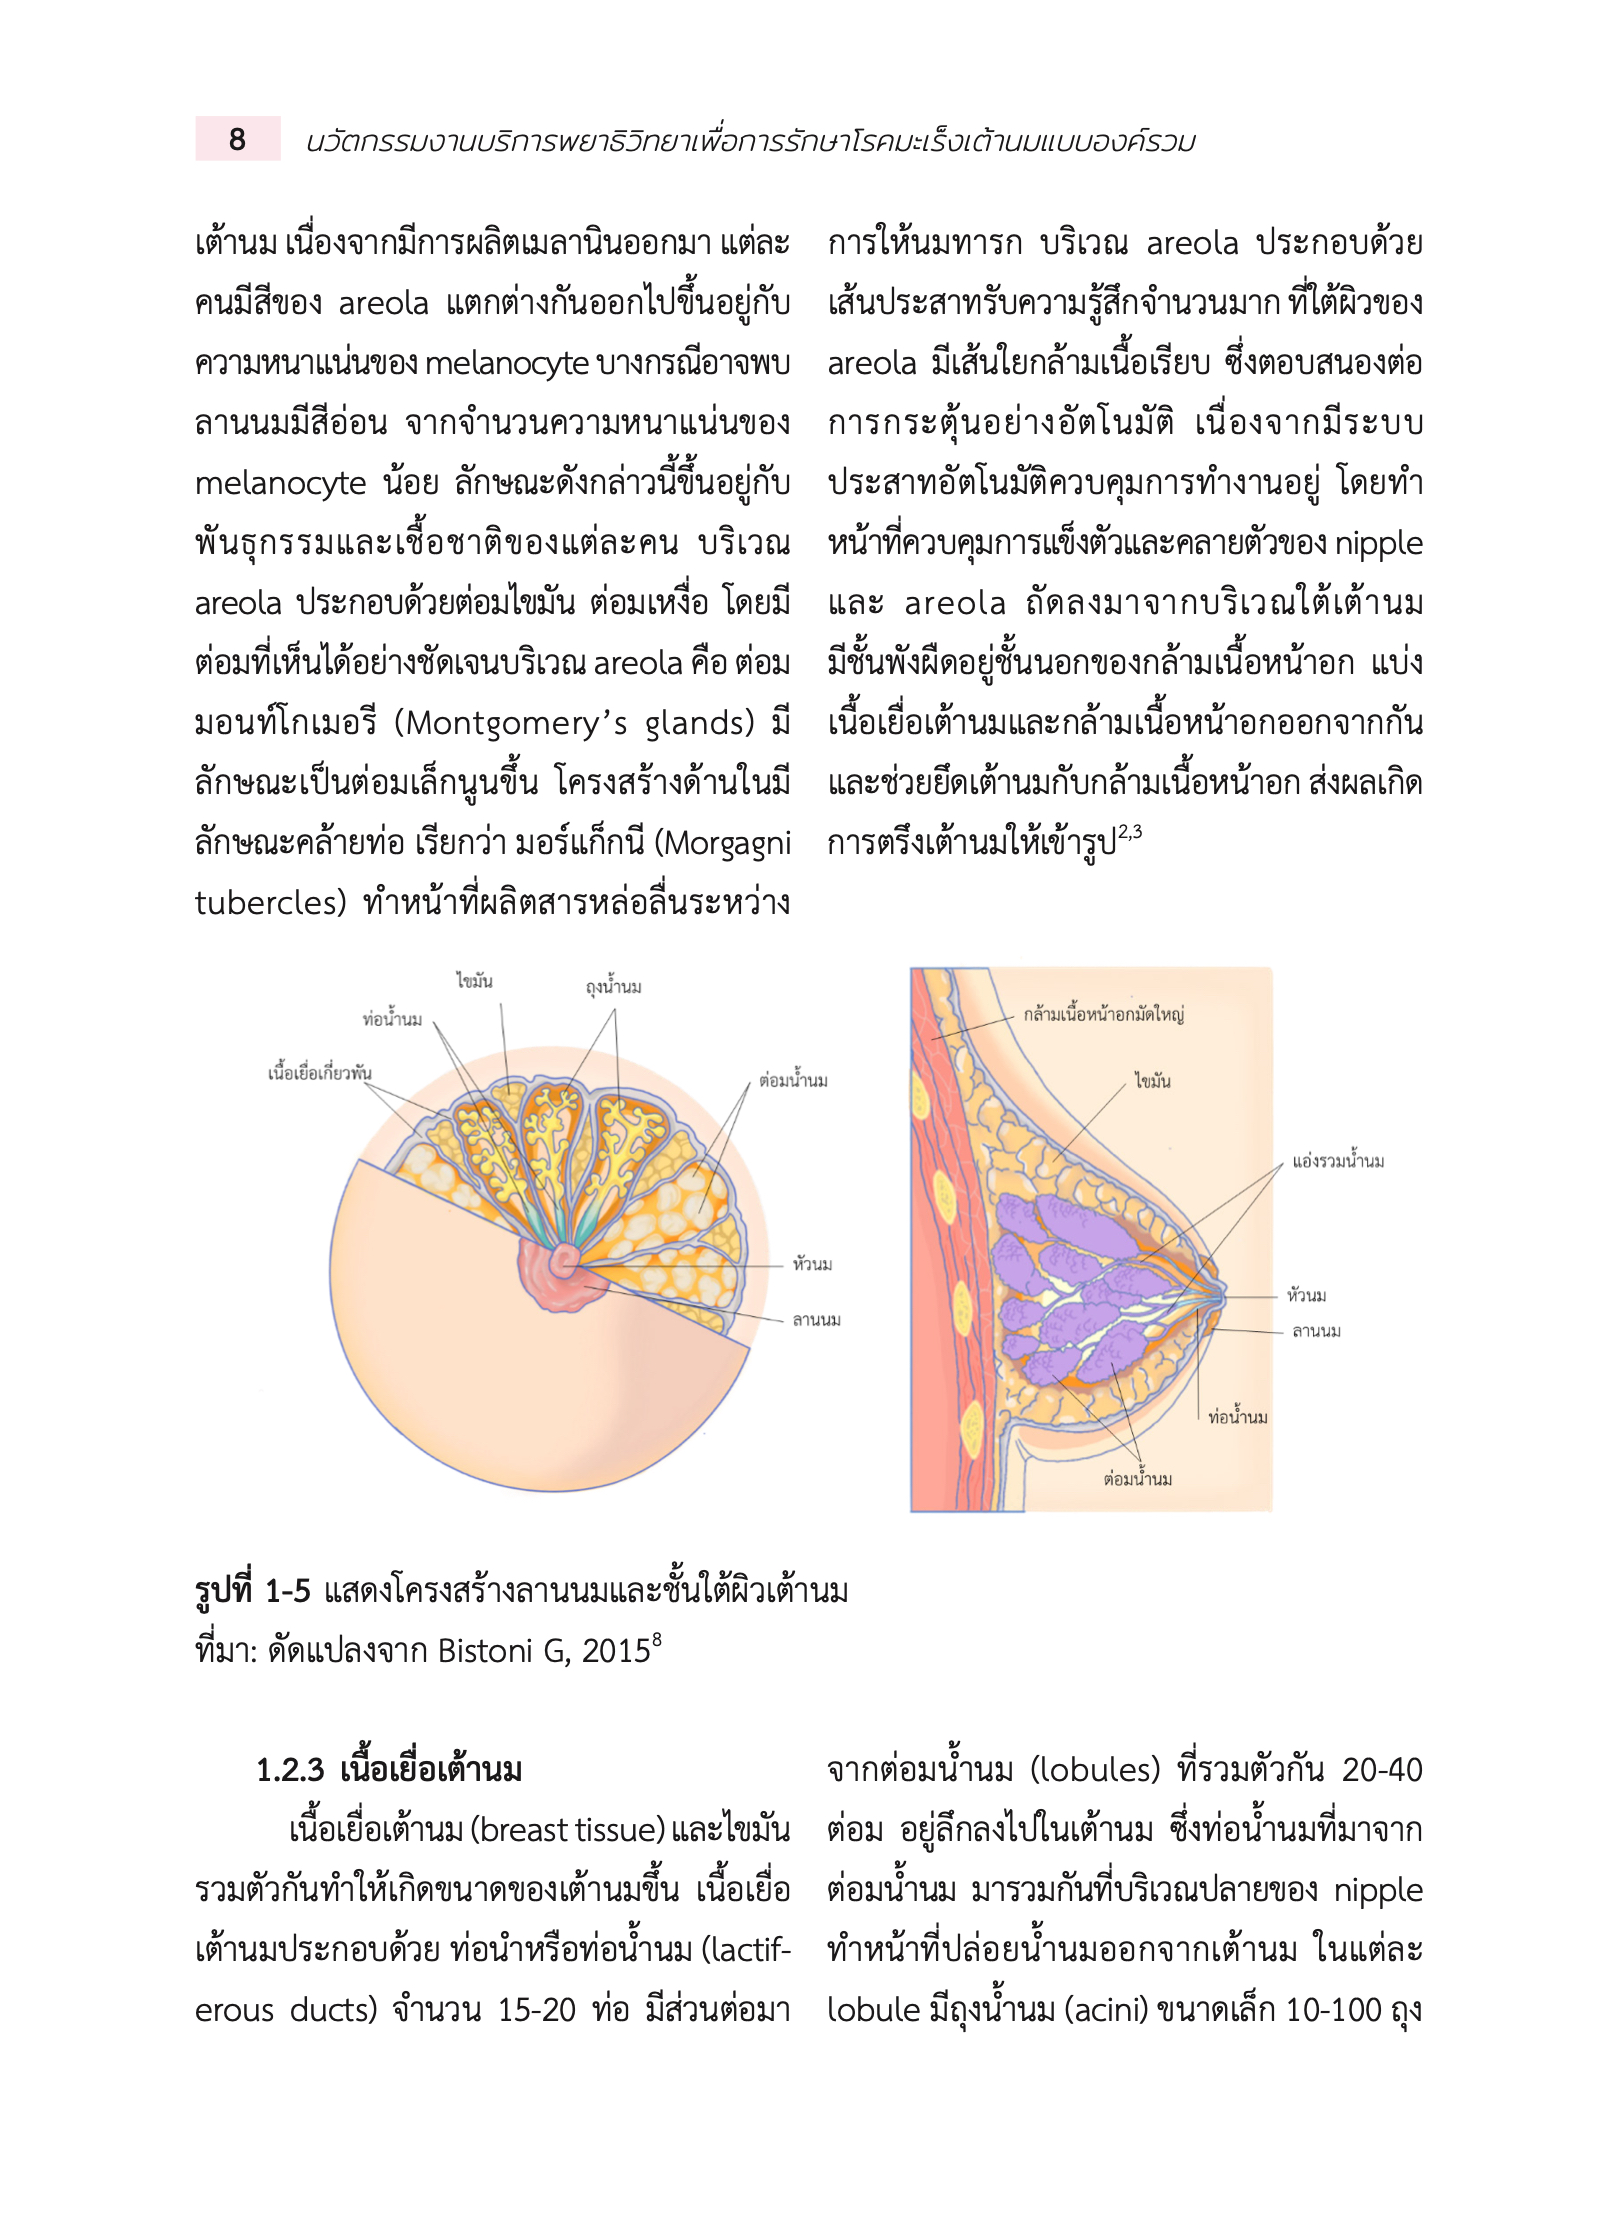 8 นวัตกรรมงานบริการพยาธิวิทยาเพื่อการรักษาโรคมะเร็งเต้านมแบบองค์รวม
เต้านม เนื่องจากมีการผลิตเมลานินออกมา แต่ละ
คนมีสีของ areola แตกต่างกันออกไปขึ้นอยู่กับ
ความหนาแน่นของ melanocyte บางกรณีอาจพบ
ลานนมมีสีอ่อน จากจำนวนความหนาแน่นของ
melanocyte น้อย ลักษณะดังกล่าวนี้ขึ้นอยู่กับ
พันธุกรรมและเชื้อชาติของแต่ละคน บริเวณ
areola ประกอบด้วยต่อมไขมัน ต่อมเหงื่อ โดยมี
ต่อมที่เห็นได้อย่างชัดเจนบริเวณ areola คือ ต่อม
มอนท์โกเมอรี (Montgomery’s glands) มี
ลักษณะเป็นต่อมเล็กนูนขึ้น โครงสร้างด้านในมี
ลักษณะคล้ายท่อ เรียกว่า มอร์แก็กนี (Morgagni
tubercles) ทำหน้าที่ผลิตสารหล่อลื่นระหว่าง
การให้นมทารก บริเวณ areola ประกอบด้วย
เส้นประสาทรับความรู้สึกจำนวนมาก ที่ใต้ผิวของ
areola มีเส้นใยกล้ามเนื้อเรียบ ซึ่งตอบสนองต่อ
การกระตุ้นอย่างอัตโนมัติ เนื่องจากมีระบบ
ประสาทอัตโนมัติควบคุมการทำงานอยู่ โดยทำ
หน้าที่ควบคุมการแข็งตัวและคลายตัวของ nipple
และ areola ถัดลงมาจากบริเวณใต้เต้านม
มีชั้นพังผืดอยู่ชั้นนอกของกล้ามเนื้อหน้าอก แบ่ง
เนื้อเยื่อเต้านมและกล้ามเนื้อหน้าอกออกจากกัน
และช่วยยึดเต้านมกับกล้ามเนื้อหน้าอก ส่งผลเกิด
การตรึงเต้านมให้เข้ารูป2,3
ไขมัน
ถุงน้ำนม
ท่อน้ำนม
เนื้อเยื่อเกี่ยวพัน
ต่อมน้ำนม
หัวนม
ลานนม
กล้ามเนื้อหน้าอกมัดใหญ่
ไขมัน
แอ่งรวมน้ำนม
หัวนม
ลานนม
ท่อน้ำนม
ต่อมน้ำนม
รูปที่ 1-5 แสดงโครงสร้างลานนมและชั้นใต้ผิวเต้านม
ที่มา: ดัดแปลงจาก Bistoni G, 20158
1.2.3 เนื้อเยื่อเต้านม
เนื้อเยื่อเต้านม (breast tissue) และไขมัน
รวมตัวกันทำให้เกิดขนาดของเต้านมขึ้น เนื้อเยื่อ
เต้านมประกอบด้วย ท่อนำหรือท่อน้ำนม (lactif-
erous ducts) จำนวน 15-20 ท่อ มีส่วนต่อมา
จากต่อมน้ำนม (lobules) ที่รวมตัวกัน 20-40
ต่อม อยู่ลึกลงไปในเต้านม ซึ่งท่อน้ำนมที่มาจาก
ต่อมน้ำนม มารวมกันที่บริเวณปลายของ nipple
ทำหน้าที่ปล่อยน้ำนมออกจากเต้านม ในแต่ละ
lobule มีถุงน้ำนม (acini) ขนาดเล็ก 10-100 ถุง